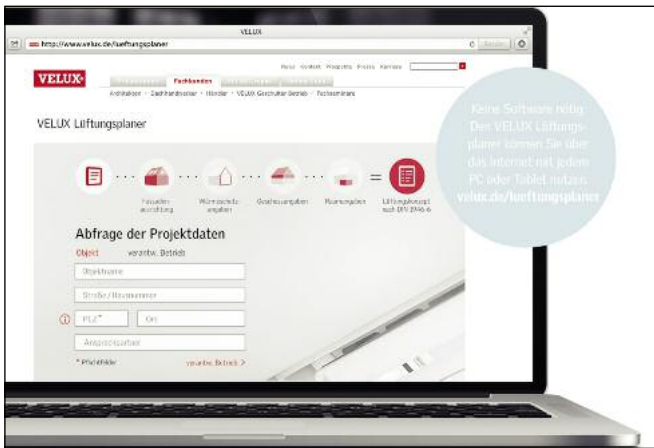 VELUX
http://www.velux.de/lueftungsplaner
VELUX
Fachkunden
Architekten - Dachhandwerker - Händler - VELUX Geschulter Betrieb - Fachseminare
VELUX Lüftungsplaner
Fassaden-
ausrichtung
Wärmeschutz-
angaben
Geschossangaben
Raumangaben
=
Lüftungskonzept
nach DIN 1946-6
Abfrage der Projektdaten
Objekt verantw. Betrieb
Objektname
Straße/Hausnummer
PLZ* Ort
Ansprechpartner
* Pflichtfelder verantw. Betrieb >
Keine Software nötig.
Den VELUX Lüftungs-
planer können Sie über
das Internet mit jedem
PC oder Tablet nutzen.
velux.de/lueftungsplaner